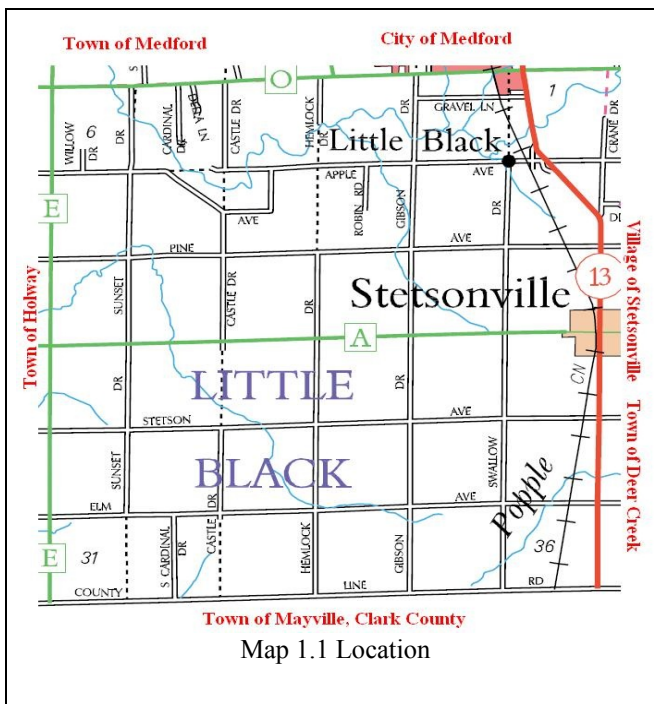 Town of Medford
City of Medford
S
O
1
WILLOW
DR
6
DR
CARDINAL
DR
DEBA LN
CASTLE DR
HEMLOCK
DR
DR
GRAVEL LN
CRANE DR
Little Black
APPLE
AVE
E
AVE
ROBIN RD
GIBSON
DR
PINE
AVE
13
Village of Stetsonville
Town of Holway
SUNSET
CASTLE DR
DR
Stetsonville
A
CN
DR
LITTLE
DR
STETSON
AVE
Town of Deer Creek
SUNSET
BLACK
SWALLOW
Popple
ELM
DR
AVE
E
31
S CARDINAL
DR
CASTLE
HEMLOCK
GIBSON
36
COUNTY
LINE
RD
Town of Mayville, Clark County
Map 1.1 Location